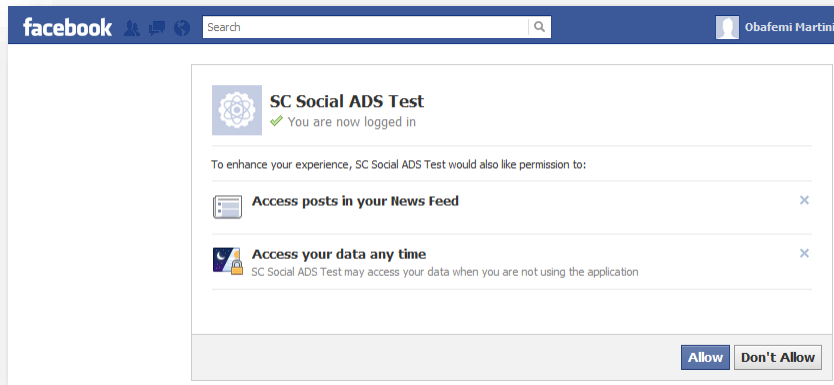 facebook
Search
Obafemi Martin
SC Social ADS Test
You are now logged in
To enhance your experience, SC Social ADS Test would also like permission to:
Access posts in your News Feed
Access your data any time
SC Social ADS Test may access your data when you are not using the application
Allow
Don't Allow